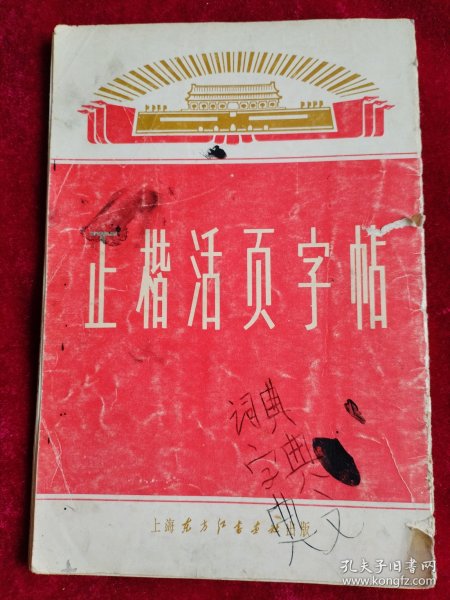 正楷活页字帖
词典
字典
典
上海东方红书画社出版
孔夫子旧书网
www.kongfz.com